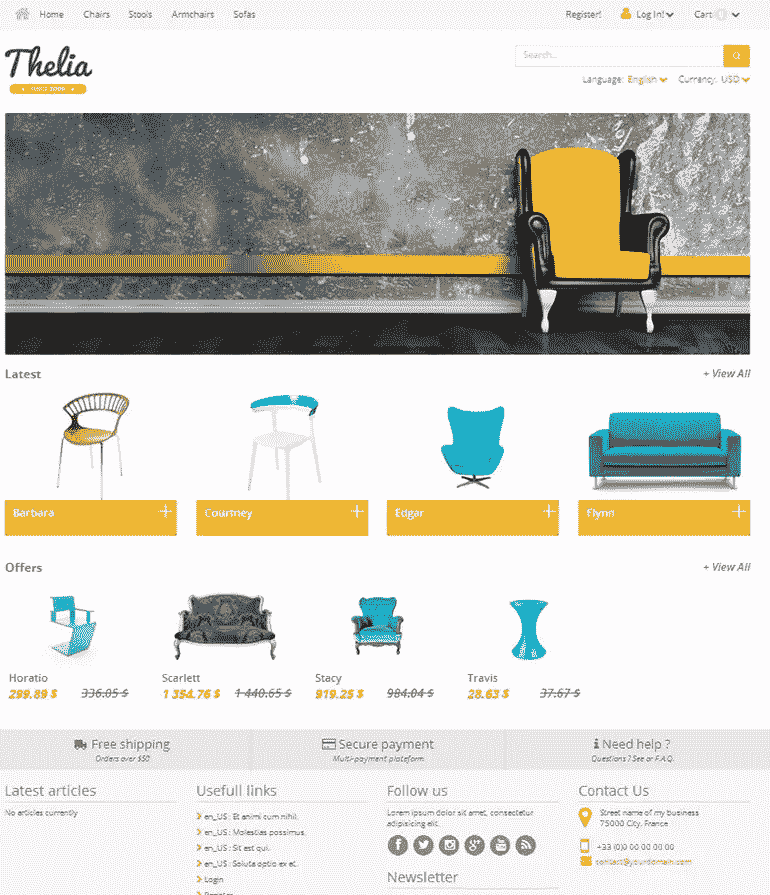 Home Chairs Stools Armchairs Sofas Register! Log In! Cart
Thelia
Search...
Language: English Currency: USD
Latest + View All
Barbara Courtney Edgar Flynn
Offers + View All
Horatio Scarlett Stacy Travis
299.89 $ 336.05 $ 1 354.76 $ 1 440.65 $ 919.25 $ 984.04 $ 28.63 $ 37.67 $
Free shipping Secure payment Need help ?
Orders over $50 Multi-payment plateform Questions ? See or F.A.Q.
Latest articles Usefull links Follow us Contact Us
No articles currently
en_US : Et animi cum nihil.
en_US : Molestias possimus.
en_US : Sit est qui.
en_US : Soluta optio ex et.
Login
Register
Lorem ipsum dolor sit amet, consectetur
adipisicing elit.
Newsletter
Street name of my business
75000 City, France
+33 (0)0 00 00 00 00
contact@yourdomain.com